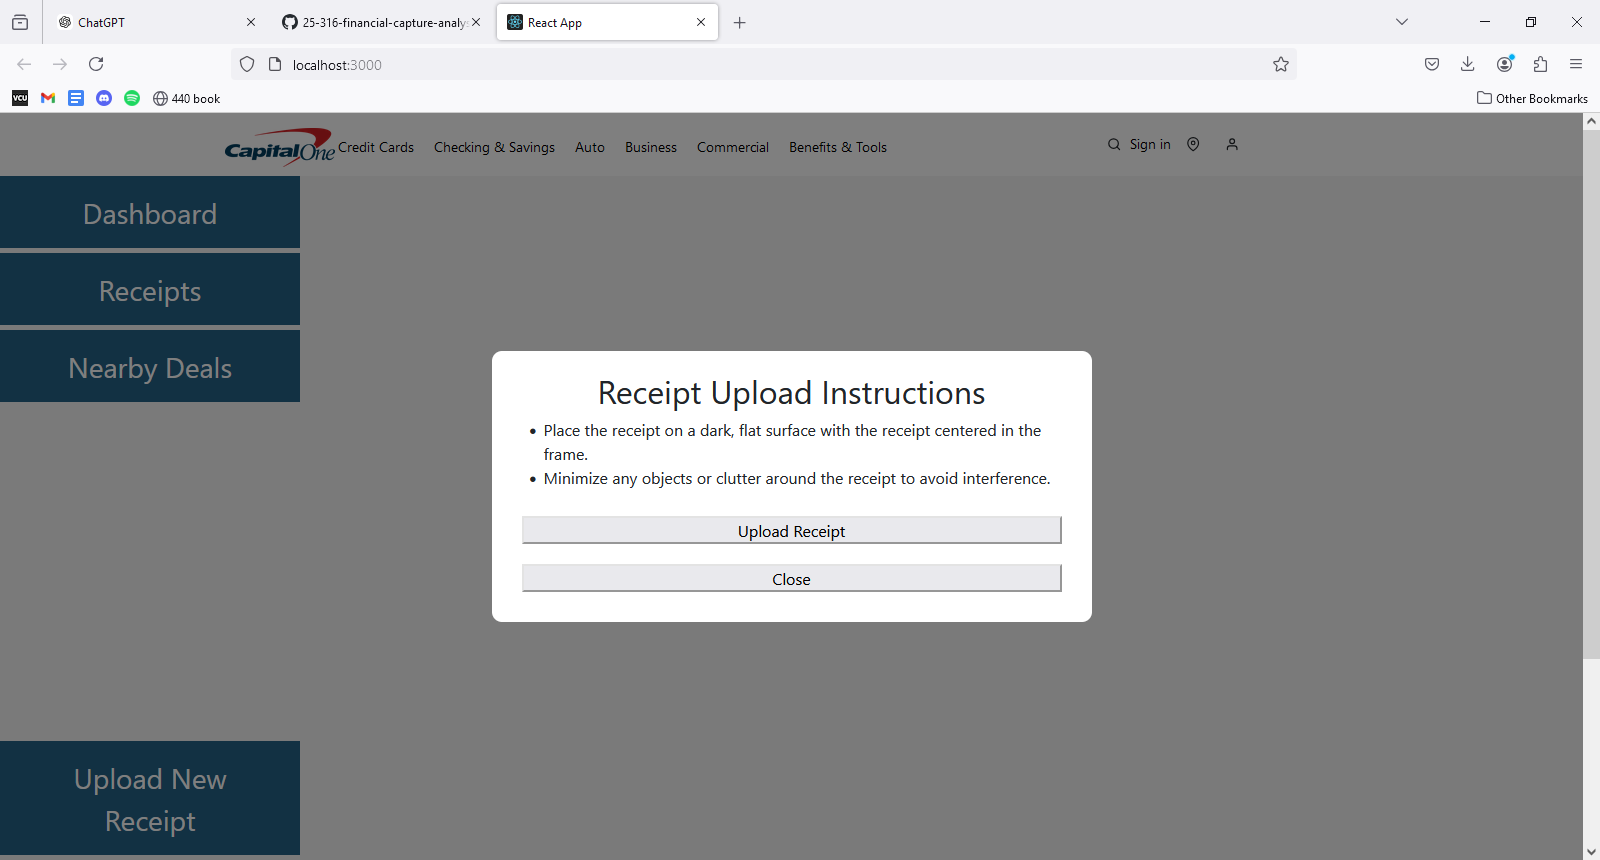 ChatGPT
25-316-financial-capture-analys
React App
localhost:3000
VCU
440 book
Other Bookmarks
Capital One
Credit Cards
Checking & Savings
Auto
Business
Commercial
Benefits & Tools
Sign in
Dashboard
Receipts
Nearby Deals
Receipt Upload Instructions
• Place the receipt on a dark, flat surface with the receipt centered in the
frame.
• Minimize any objects or clutter around the receipt to avoid interference.
Upload Receipt
Close
Upload New
Receipt